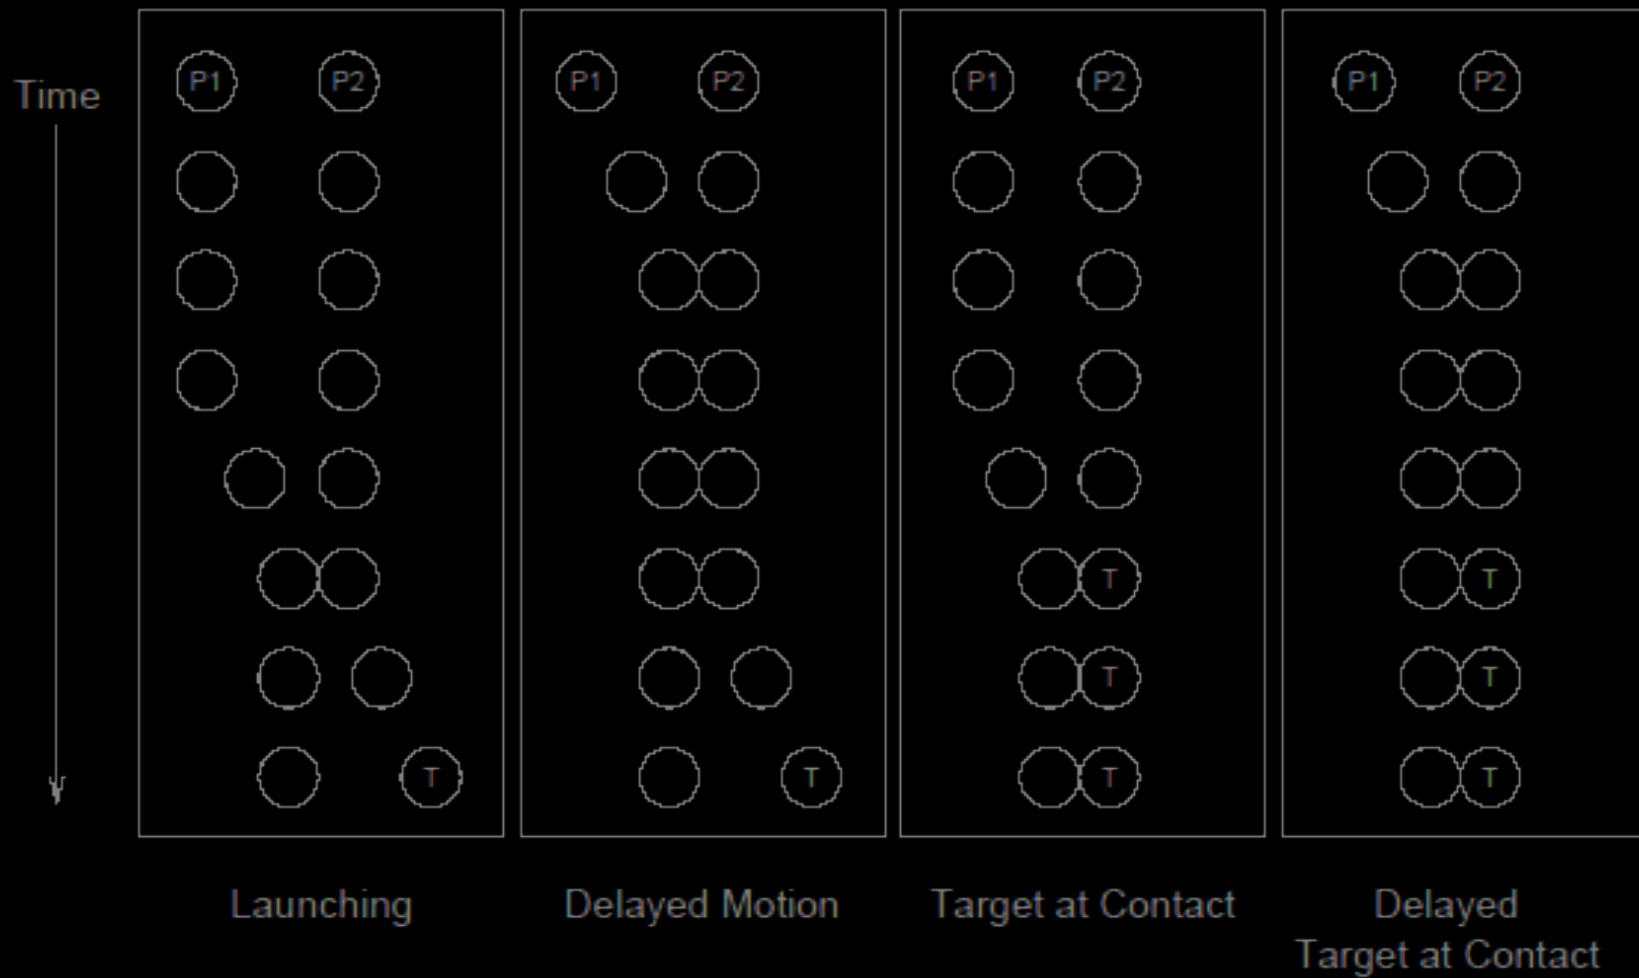 P1 P2 P1 P2 P1 P2 P1 P2
Time
T T
T T
T T T T
Launching Delayed Motion Target at Contact Delayed
Target at Contact